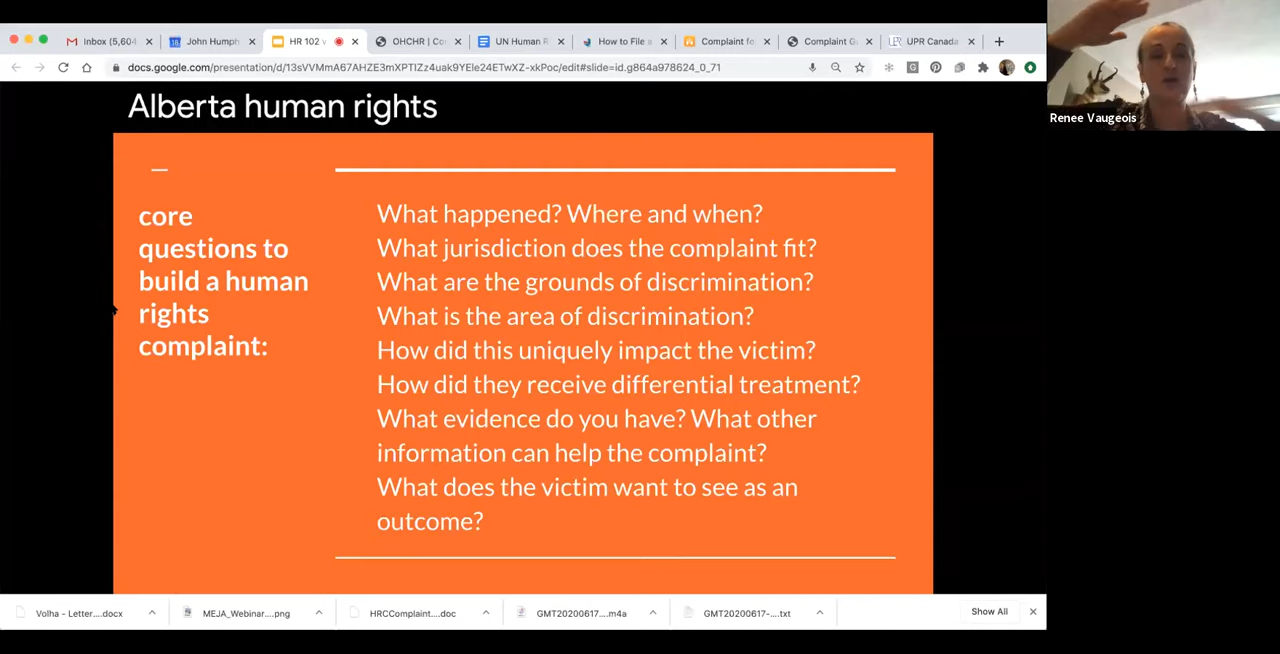 Inbox (5,604
John Humph
HR 102 v
OHCHR | Co
UN Human R
How to File a
Complaint fo
Complaint G
UPR Canada
docs.google.com/presentation/d/13sVVMmA67AHZE3mXPTIZz4uak9YEle24ETwXZ-xkPoc/edit#slide=id.g864a978624_0_71
Renee Vaugeois
Alberta human rights
core
questions to
build a human
rights
complaint:
What happened? Where and when?
What jurisdiction does the complaint fit?
What are the grounds of discrimination?
What is the area of discrimination?
How did this uniquely impact the victim?
How did they receive differential treatment?
What evidence do you have? What other
information can help the complaint?
What does the victim want to see as an
outcome?
Volha - Letter....docx
MEJA_Webinar....png
HRCComplaint....doc
GMT20200617....m4a
GMT20200617-....txt
Show All